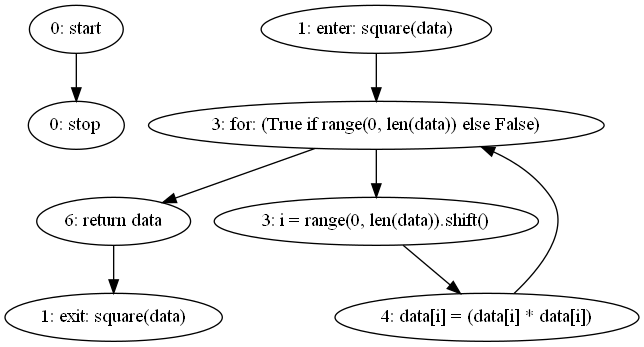 0: start
1: enter: square(data)
0: stop
3: for: (True if range(0, len(data)) else False)
6: return data
3: i = range(0, len(data)).shift()
1: exit: square(data)
4: data[i] = (data[i] * data[i])